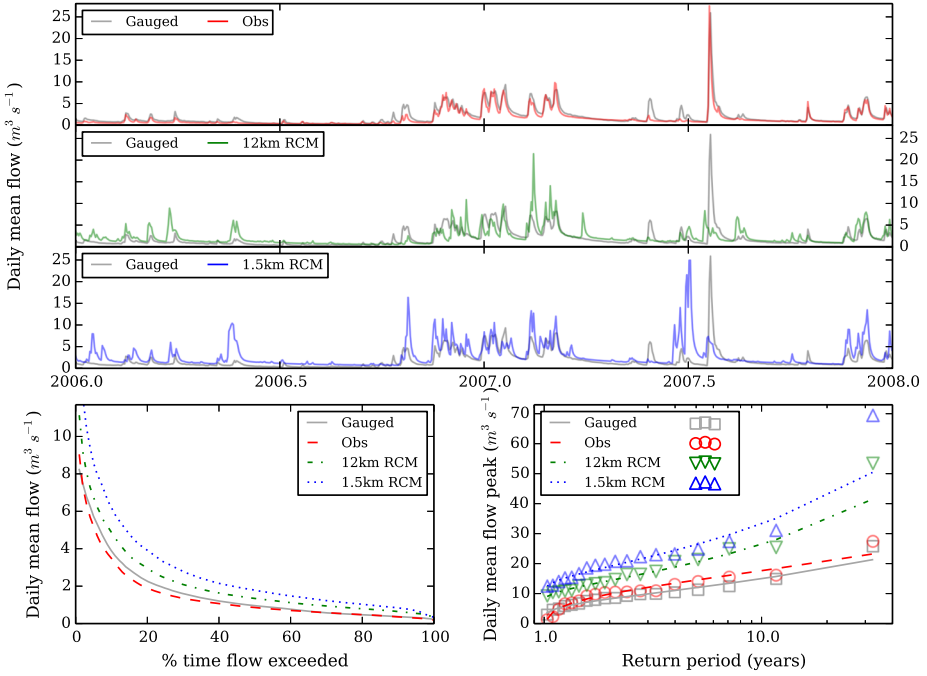 25
20
15
10
5
0
Gauged Obs
25
20
15
10
5
0
Gauged 12km RCM
Daily mean flow (m³ s⁻¹)
25
20
15
10
5
0
Gauged 1.5km RCM
2006.0 2006.5 2007.0 2007.5 2008.0
10
8
6
4
2
0
Daily mean flow (m³ s⁻¹)
Gauged
Obs
12km RCM
1.5km RCM
0 20 40 60 80 100
% time flow exceeded
70
60
50
40
30
20
10
0
Daily mean flow peak (m³ s⁻¹)
Gauged
Obs
12km RCM
1.5km RCM
1.0 10.0
Return period (years)